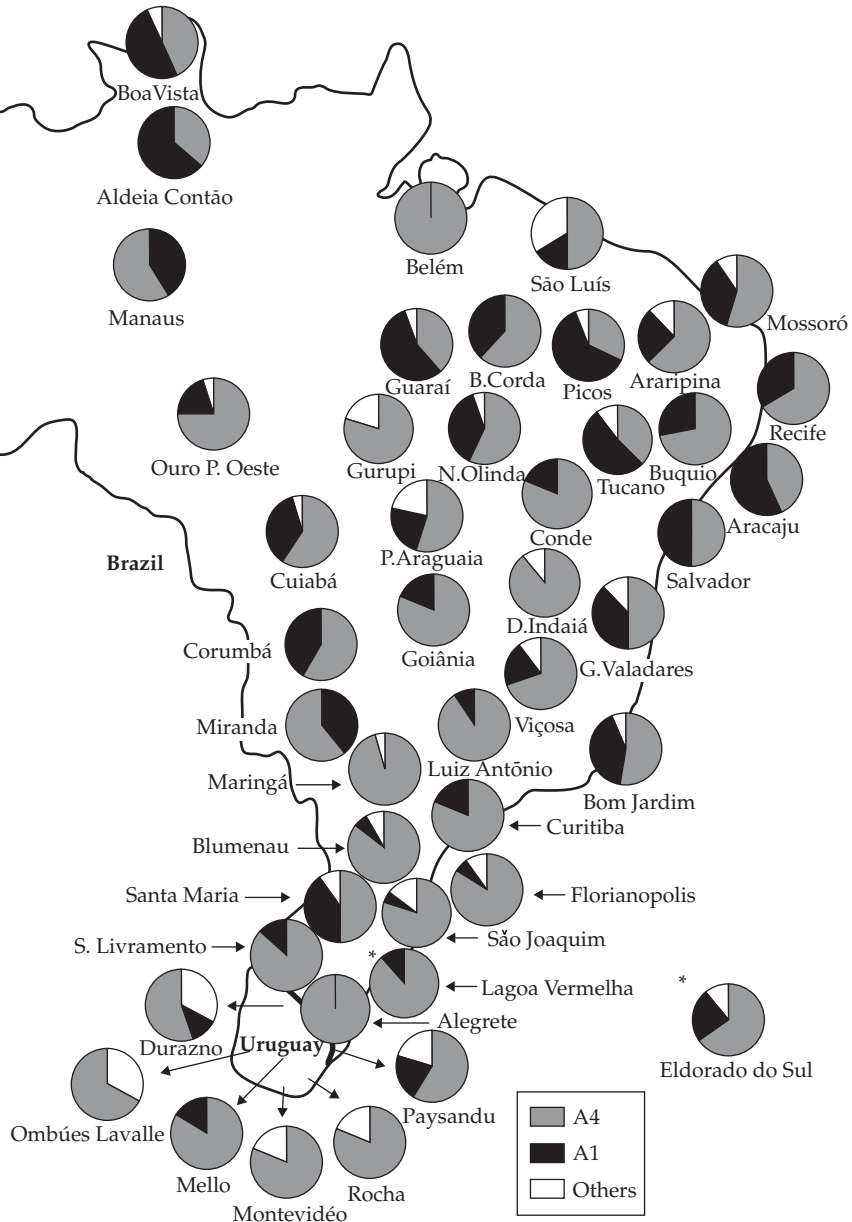 BoaVista
Aldeia Contão
Manaus
Belém
São Luís
Mossoró
Guaraí
B.Corda
Picos
Araripina
Recife
Ouro P. Oeste
Gurupi
N.Olinda
Tucano
Buquio
Aracaju
Brazil
Cuiabá
P.Araguaia
Conde
Salvador
Corumbá
Goiânia
D.Indaiá
G.Valadares
Miranda
Luiz Antōnio
Viçosa
Maringá
Bom Jardim
Blumenau
Curitiba
Santa Maria
Florianopolis
S. Livramento
São Joaquim
*
Lagoa Vermelha
*
Alegrete
Durazno
Uruguay
Eldorado do Sul
Ombúes Lavalle
Paysandu
Mello
Montevidéo
Rocha
A4
A1
Others